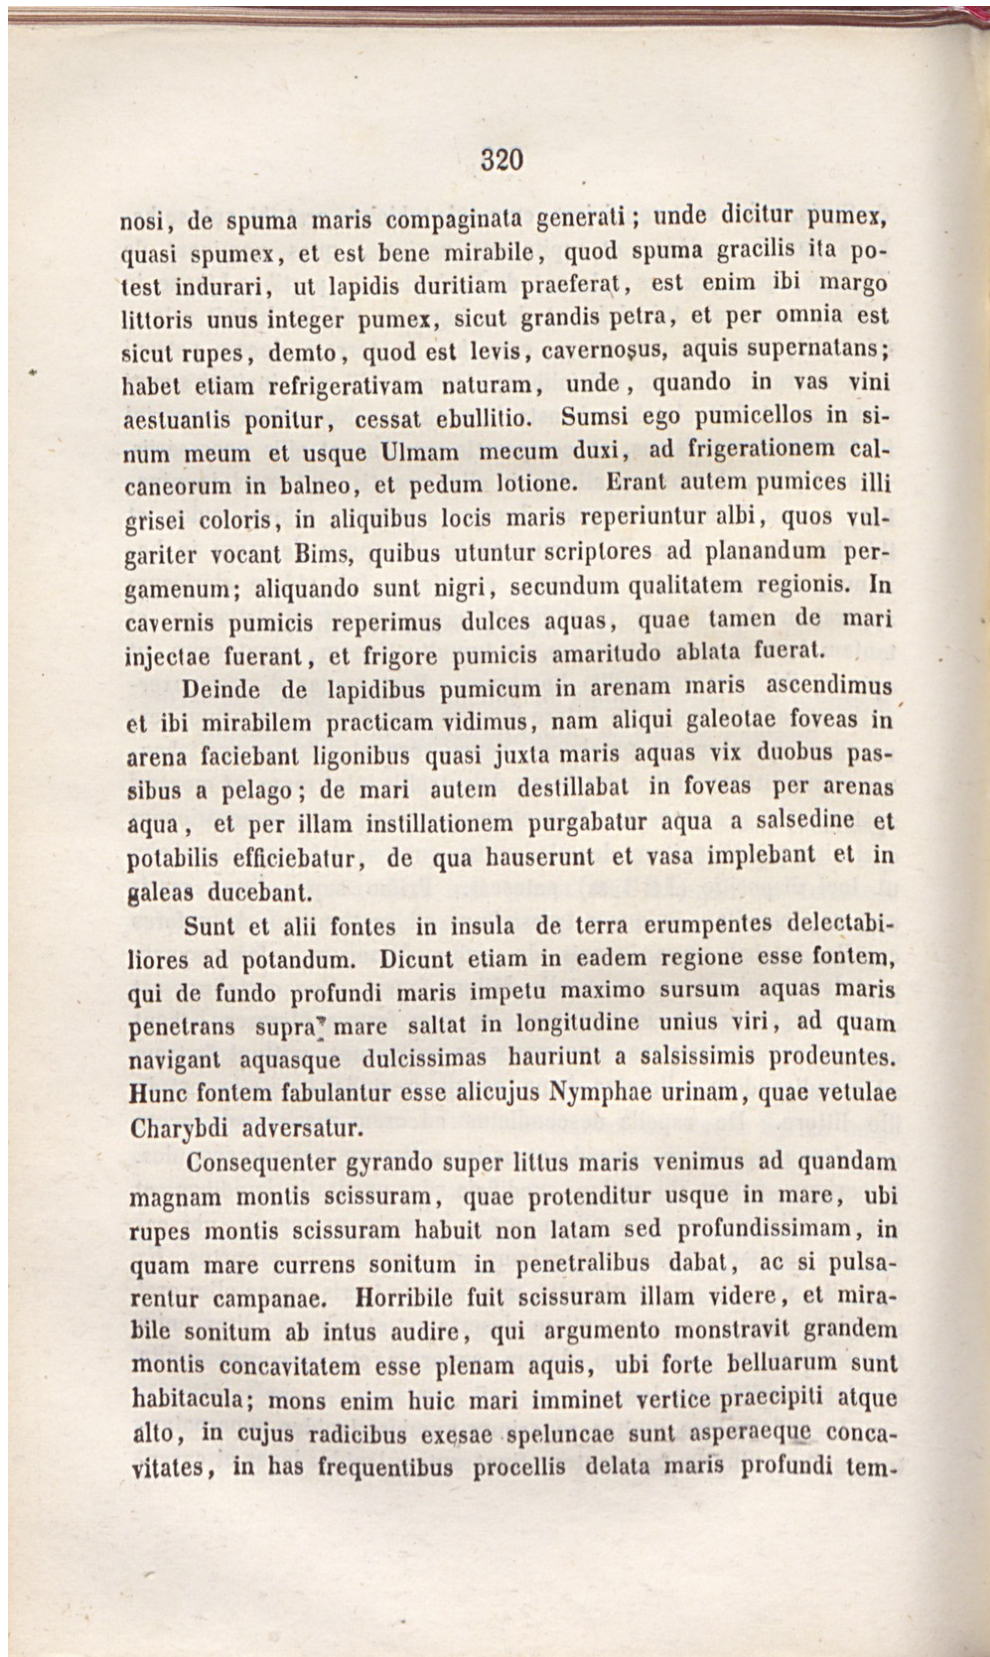 320
nosi, de spuma maris compaginata generati; unde dicitur pumex,
quasi spumex, et est bene mirabile, quod spuma gracilis ita po-
test indurari, ut lapidis duritiam praeferat, est enim ibi margo
littoris unus integer pumex, sicut grandis petra, et per omnia est
sicut rupes, demto, quod est levis, cavernosus, aquis supernatans;
habet etiam refrigerativam naturam, unde, quando in vas vini
aestuantis ponitur, cessat ebullitio. Sumsi ego pumicellos in si-
num meum et usque Ulmam mecum duxi, ad frigerationem cal-
caneorum in balneo, et pedum lotione. Erant autem pumices illi
grisei coloris, in aliquibus locis maris reperiuntur albi, quos vul-
gariter vocant Bims, quibus utuntur scriptores ad planandum per-
gamenum; aliquando sunt nigri, secundum qualitatem regionis. In
cavernis pumicis reperimus dulces aquas, quae tamen de mari
injectae fuerant, et frigore pumicis amaritudo ablata fuerat.
Deinde de lapidibus pumicum in arenam maris ascendimus
et ibi mirabilem practicam vidimus, nam aliqui galeotae foveas in
arena faciebant ligonibus quasi juxta maris aquas vix duobus pas-
sibus a pelago; de mari autem destillabat in foveas per arenas
aqua, et per illam instillationem purgabatur aqua a salsedine et
potabilis efficiebatur, de qua hauserunt et vasa implebant et in
galeas ducebant.
Sunt et alii fontes in insula de terra erumpentes delectabi-
liores ad potandum. Dicunt etiam in eadem regione esse fontem,
qui de fundo profundi maris impetu maximo sursum aquas maris
penetrans supra mare saltat in longitudine unius viri, ad quam
navigant aquasque dulcissimas hauriunt a salsissimis prodeuntes.
Hunc fontem fabulantur esse alicujus Nymphae urinam, quae vetulae
Charybdi adversatur.
Consequenter gyrando super littus maris venimus ad quandam
magnam montis scissuram, quae protenditur usque in mare, ubi
rupes montis scissuram habuit non latam sed profundissimam, in
quam mare currens sonitum in penetralibus dabat, ac si pulsa-
rentur campanae. Horribile fuit scissuram illam videre, et mira-
bile sonitum ab intus audire, qui argumento monstravit grandem
montis concavitatem esse plenam aquis, ubi forte belluarum sunt
habitacula; mons enim huic mari imminet vertice praecipiti atque
alto, in cujus radicibus exesae speluncae sunt asperaeque conca-
vitates, in has frequentibus procellis delata maris profundi tem-